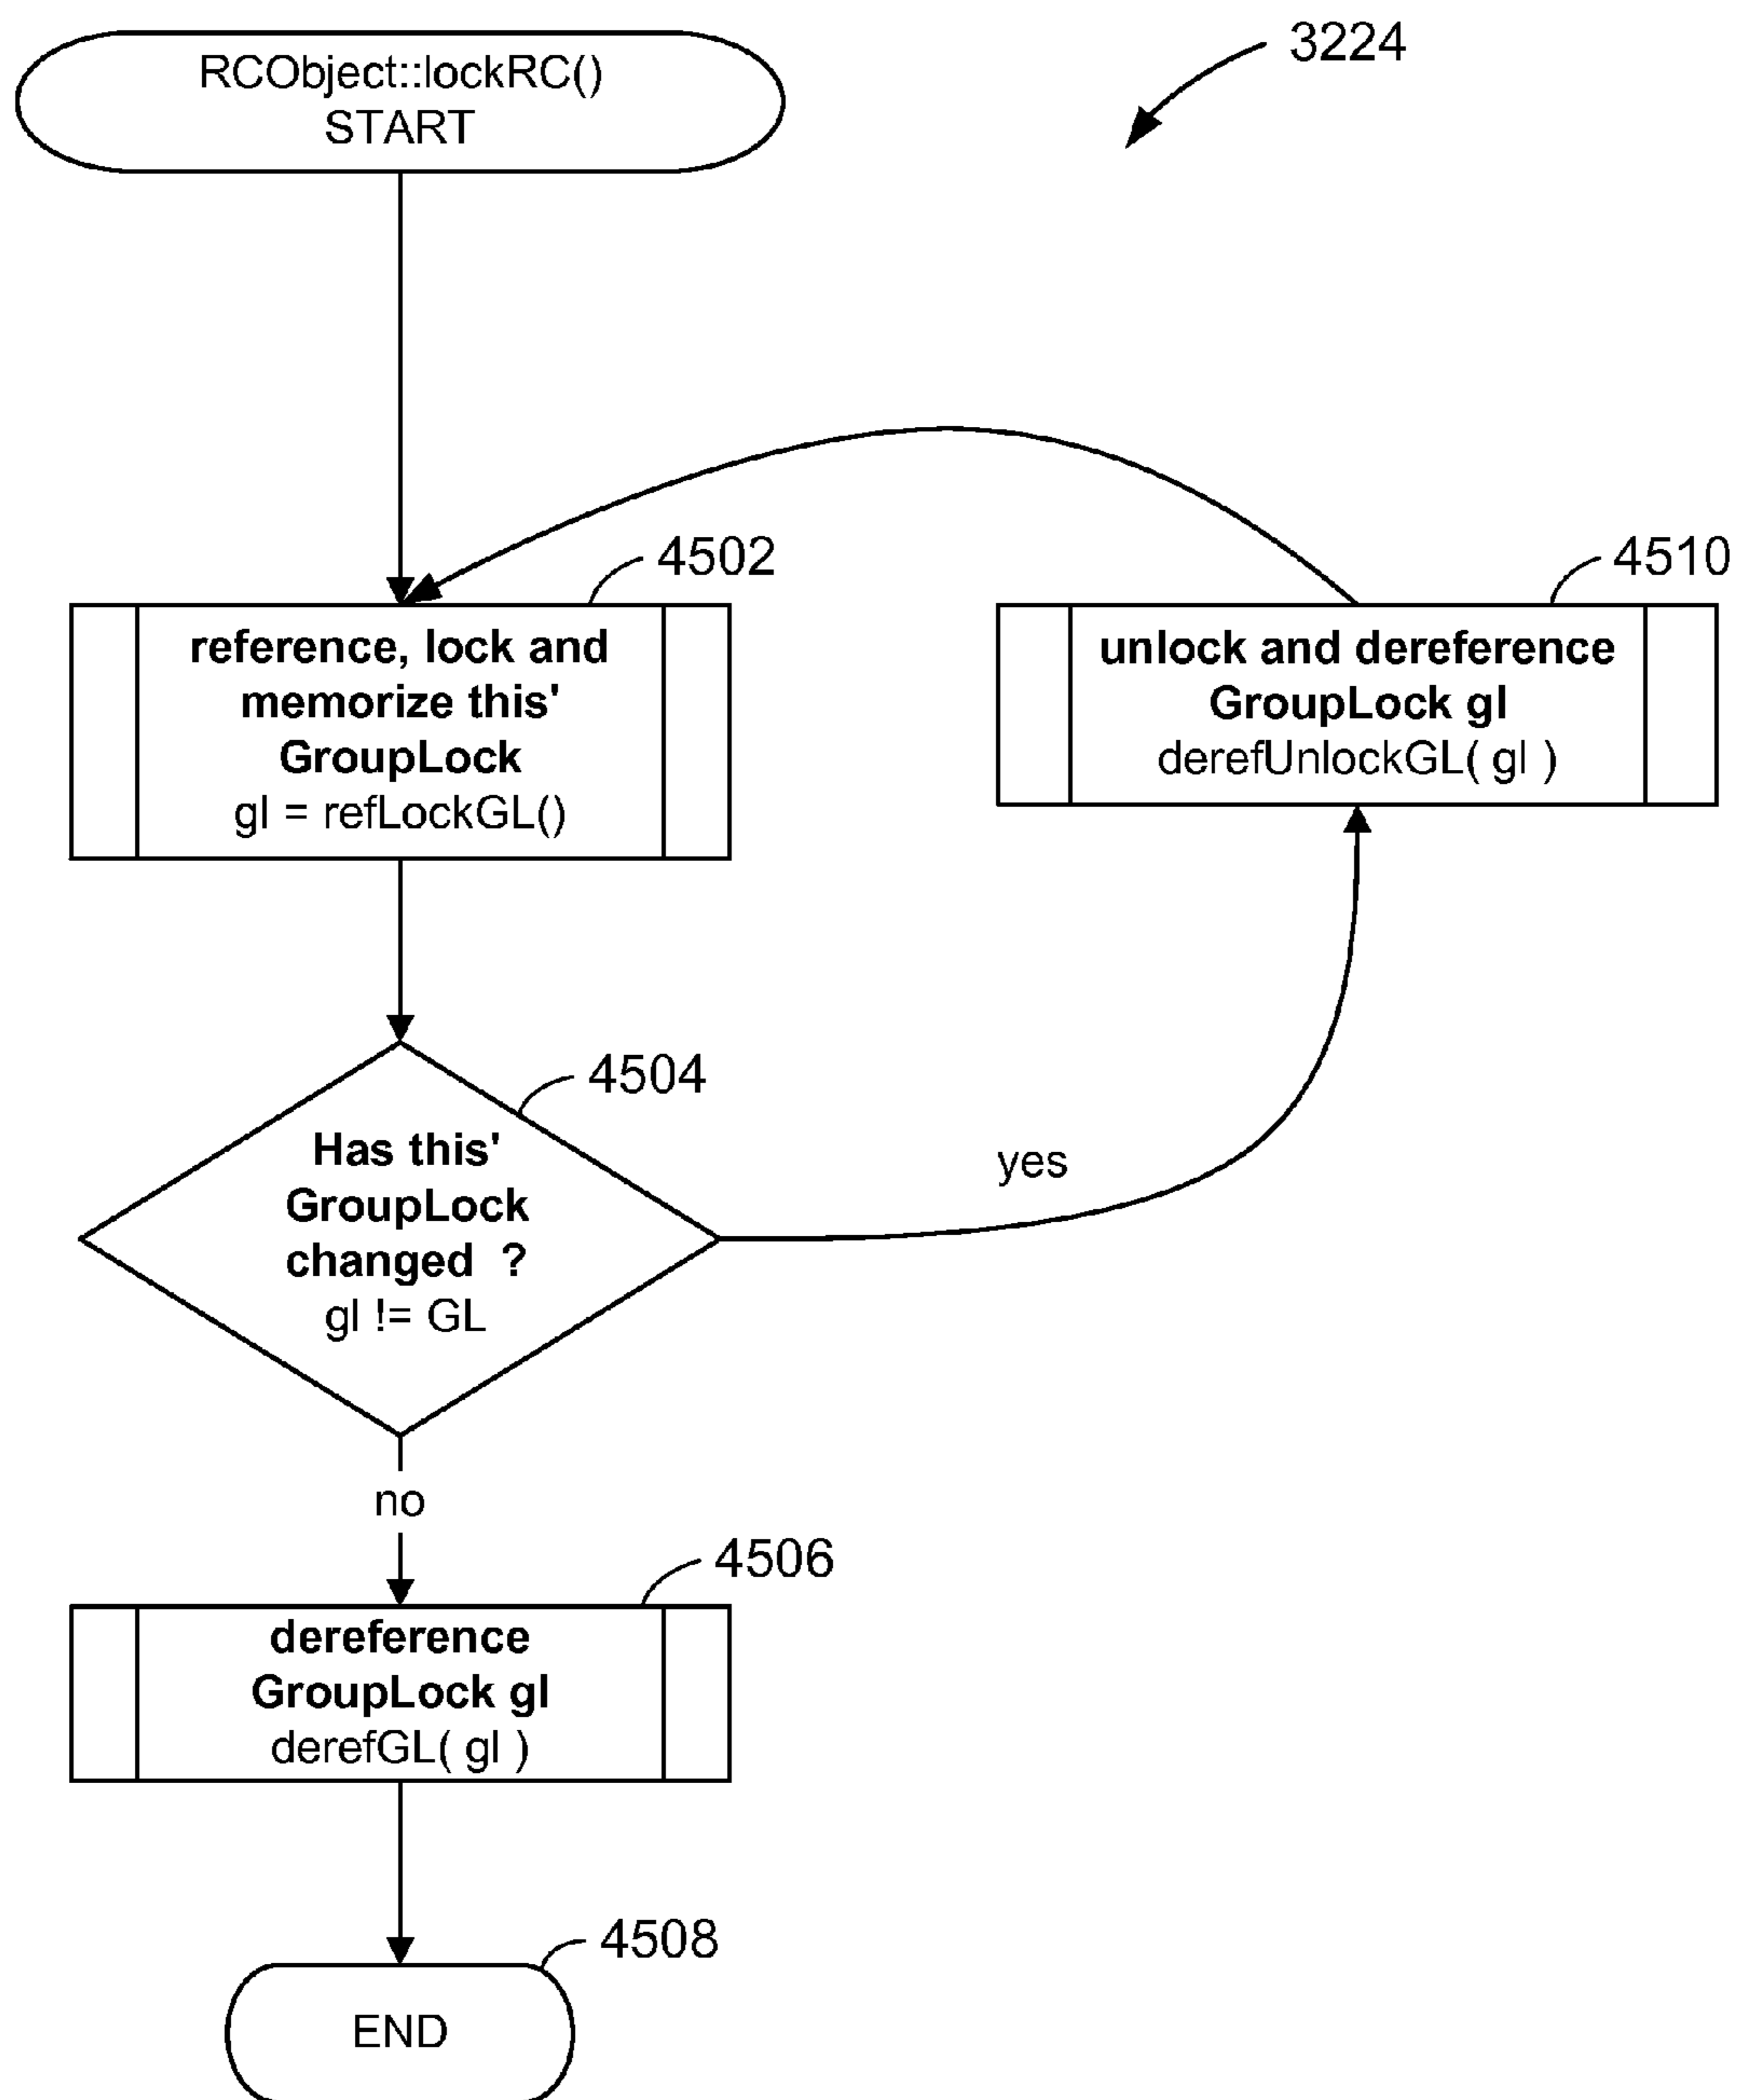 RCObject::lockRC()
START
3224
4502
reference, lock and
memorize this'
GroupLock
gl = refLockGL()
4510
unlock and dereference
GroupLock gl
derefUnlockGL( gl )
4504
Has this'
GroupLock
changed ?
gl != GL
yes
no
4506
dereference
GroupLock gl
derefGL( gl )
4508
END